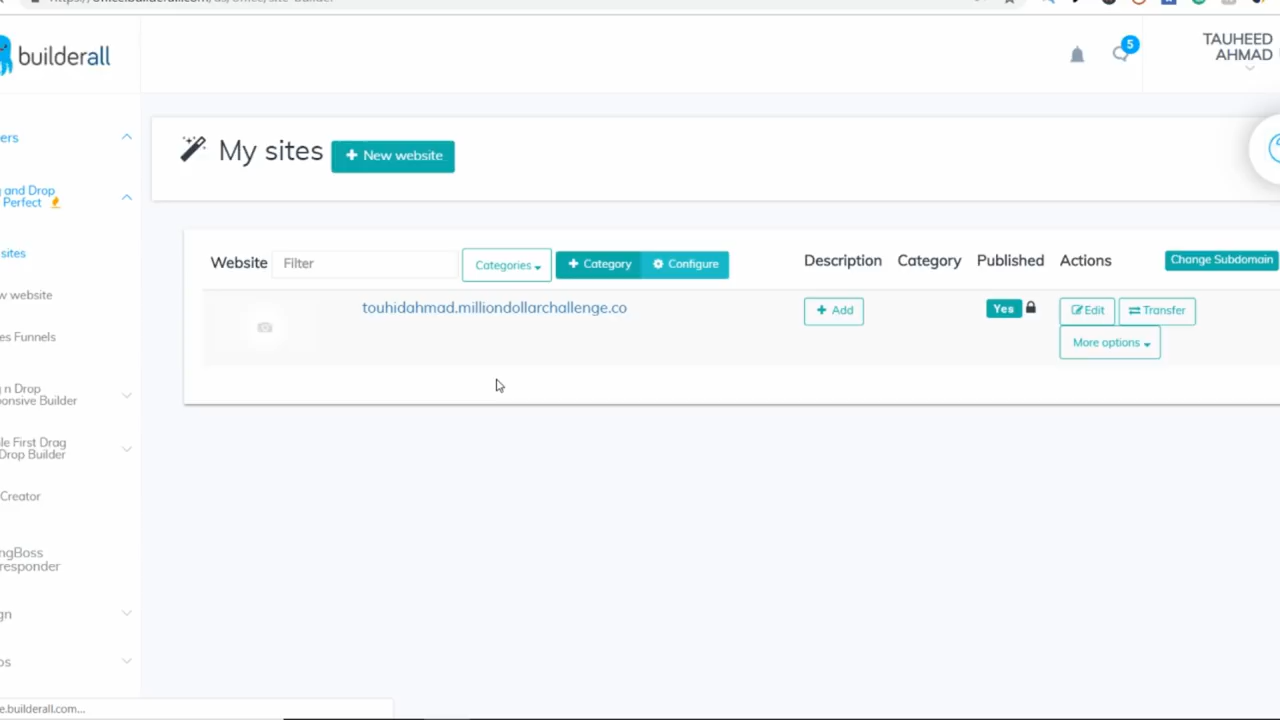 builderall
5
TAUHEED
AHMAD
ers
My sites
New website
and Drop
Perfect
sites
Website
Filter
Categories
Category
Configure
Description
Category
Published
Actions
Change Subdomain
w website
touhidahmad.milliondollarchallenge.co
Add
Yes
Edit
Transfer
More options
es Funnels
n Drop
onsive Builder
le First Drag
Drop Builder
Creator
ngBoss
responder
gn
os
e.builderall.com...